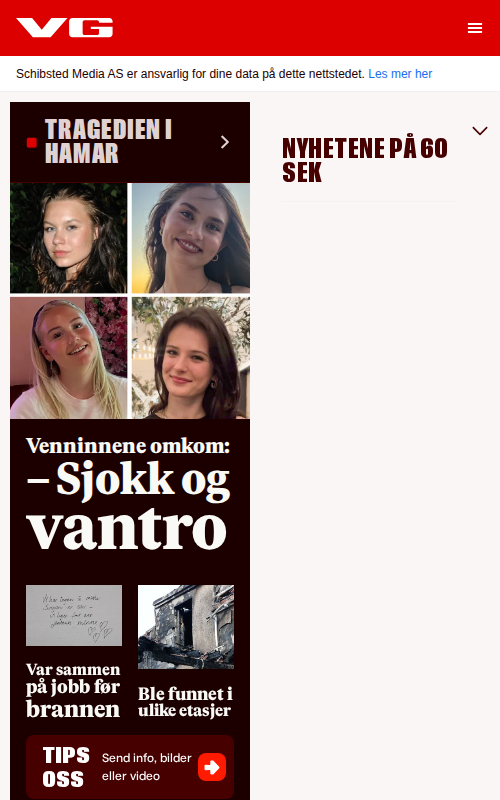 VG
Schibsted Media AS er ansvarlig for dine data på dette nettstedet. Les mer her
TRAGEDIEN I
HAMAR
Venninnene omkom:
– Sjokk og
vantro
Var sammen
på jobb før
brannen
Ble funnet i
ulike etasjer
TIPS
OSS
Send info, bilder
eller video
NYHETENE PÅ 60
SEK